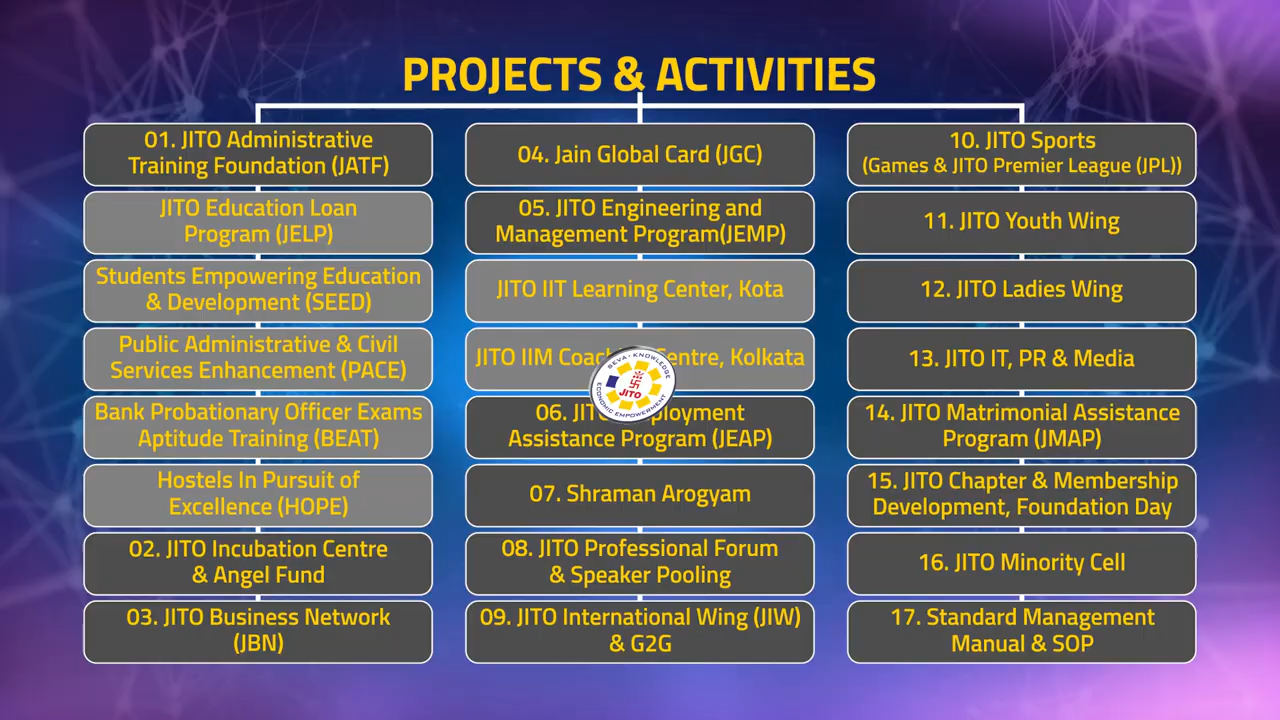 PROJECTS & ACTIVITIES
01. JITO Administrative
Training Foundation (JATF)
JITO Education Loan
Program (JELP)
Students Empowering Education
& Development (SEED)
Public Administrative & Civil
Services Enhancement (PACE)
Bank Probationary Officer Exams
Aptitude Training (BEAT)
Hostels In Pursuit of
Excellence (HOPE)
02. JITO Incubation Centre
& Angel Fund
03. JITO Business Network
(JBN)
04. Jain Global Card (JGC)
05. JITO Engineering and
Management Program(JEMP)
JITO IIT Learning Center, Kota
JITO IIM Centre, Kolkata
SEVA · KNOWLEDGE
JITO
ECONOMIC EMPOWERMENT
06.
Assistance Program (JEAP)
07. Shraman Arogyam
08. JITO Professional Forum
& Speaker Pooling
09. JITO International Wing (JIW)
& G2G
10. JITO Sports
(Games & JITO Premier League (JPL))
11. JITO Youth Wing
12. JITO Ladies Wing
13. JITO IT, PR & Media
14. JITO Matrimonial Assistance
Program (JMAP)
15. JITO Chapter & Membership
Development, Foundation Day
16. JITO Minority Cell
17. Standard Management
Manual & SOP